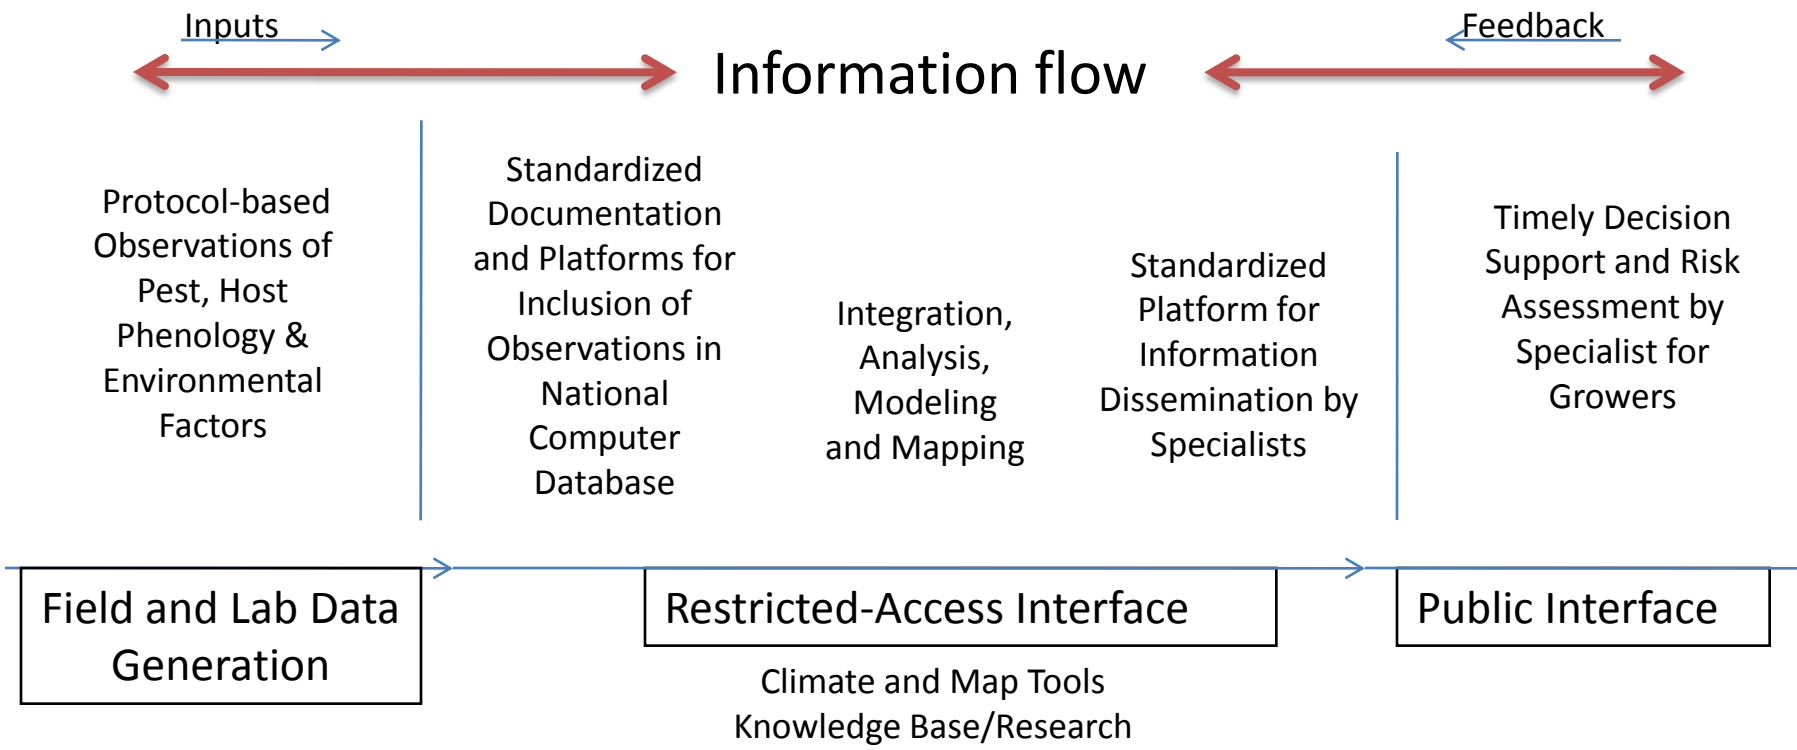 Inputs
Feedback
Information flow
Protocol-based
Observations of
Pest, Host
Phenology &
Environmental
Factors
Standardized
Documentation
and Platforms for
Inclusion of
Observations in
National
Computer
Database
Integration,
Analysis,
Modeling
and Mapping
Standardized
Platform for
Information
Dissemination by
Specialists
Timely Decision
Support and Risk
Assessment by
Specialist for
Growers
Field and Lab Data
Generation
Restricted-Access Interface
Public Interface
Climate and Map Tools
Knowledge Base/Research